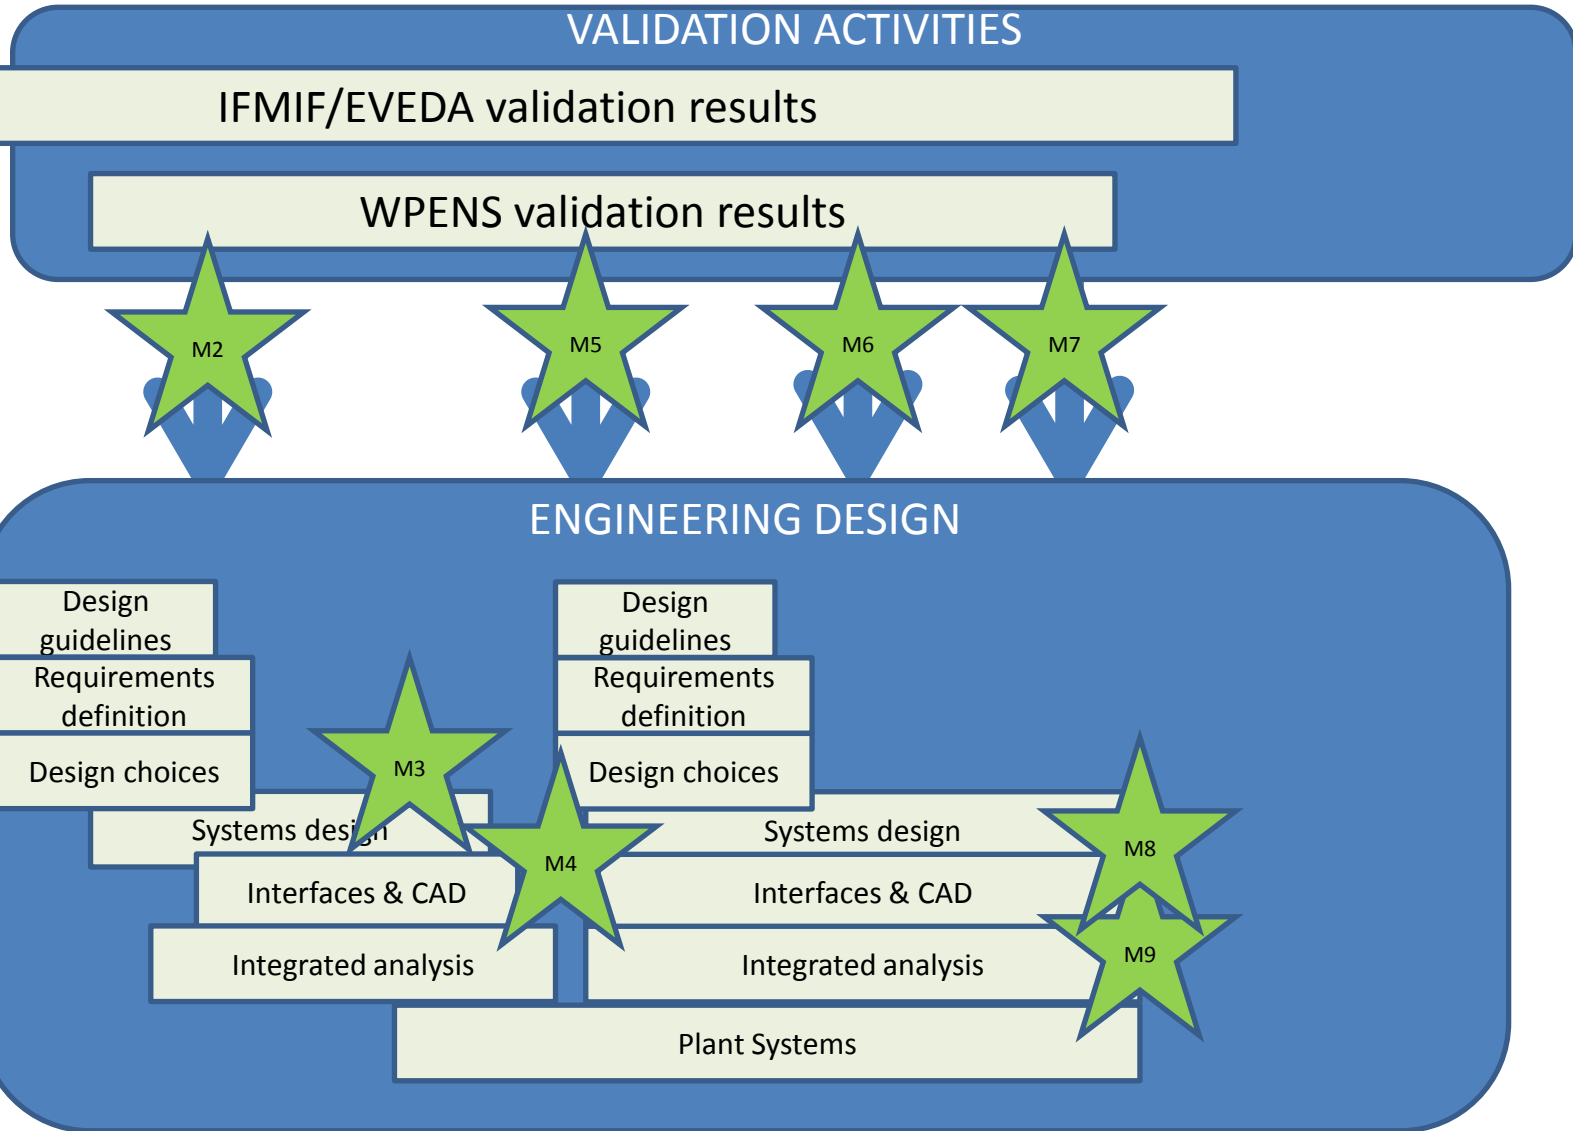 VALIDATION ACTIVITIES
IFMIF/EVEDA validation results
WPENS validation results
M2
M5
M6
M7
ENGINEERING DESIGN
Design
guidelines
Requirements
definition
Design choices
Systems design
Interfaces & CAD
Integrated analysis
M3
M4
Design
guidelines
Requirements
definition
Design choices
Systems design
Interfaces & CAD
Integrated analysis
M8
M9
Plant Systems